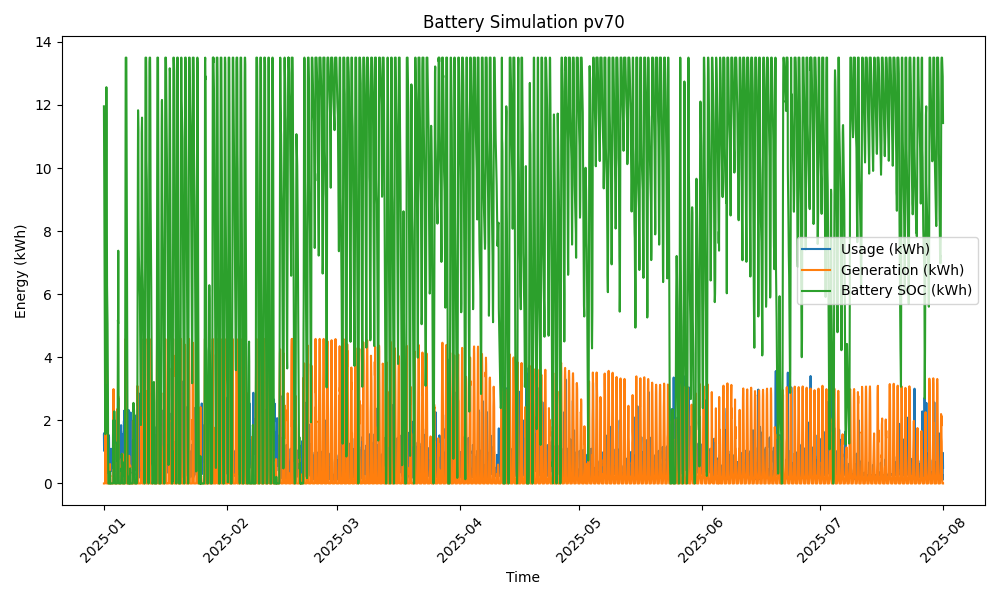 Battery Simulation pv70
Energy (kWh)
14
12
10
8
6
4
2
0
Usage (kWh)
Generation (kWh)
Battery SOC (kWh)
2025-01
2025-02
2025-03
2025-04
2025-05
2025-06
2025-07
2025-08
Time